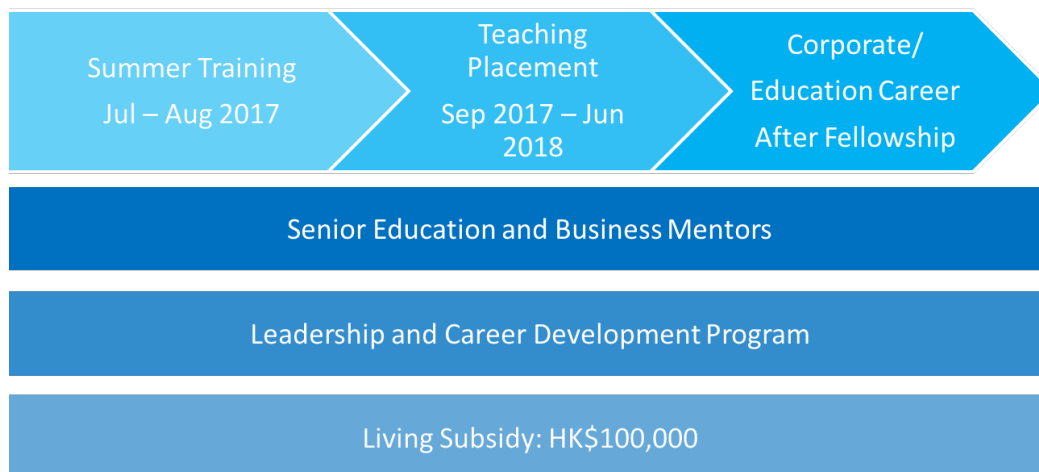 Summer Training
Jul – Aug 2017
Teaching
Placement
Sep 2017 – Jun
2018
Corporate/
Education Career
After Fellowship
Senior Education and Business Mentors
Leadership and Career Development Program
Living Subsidy: HK$100,000